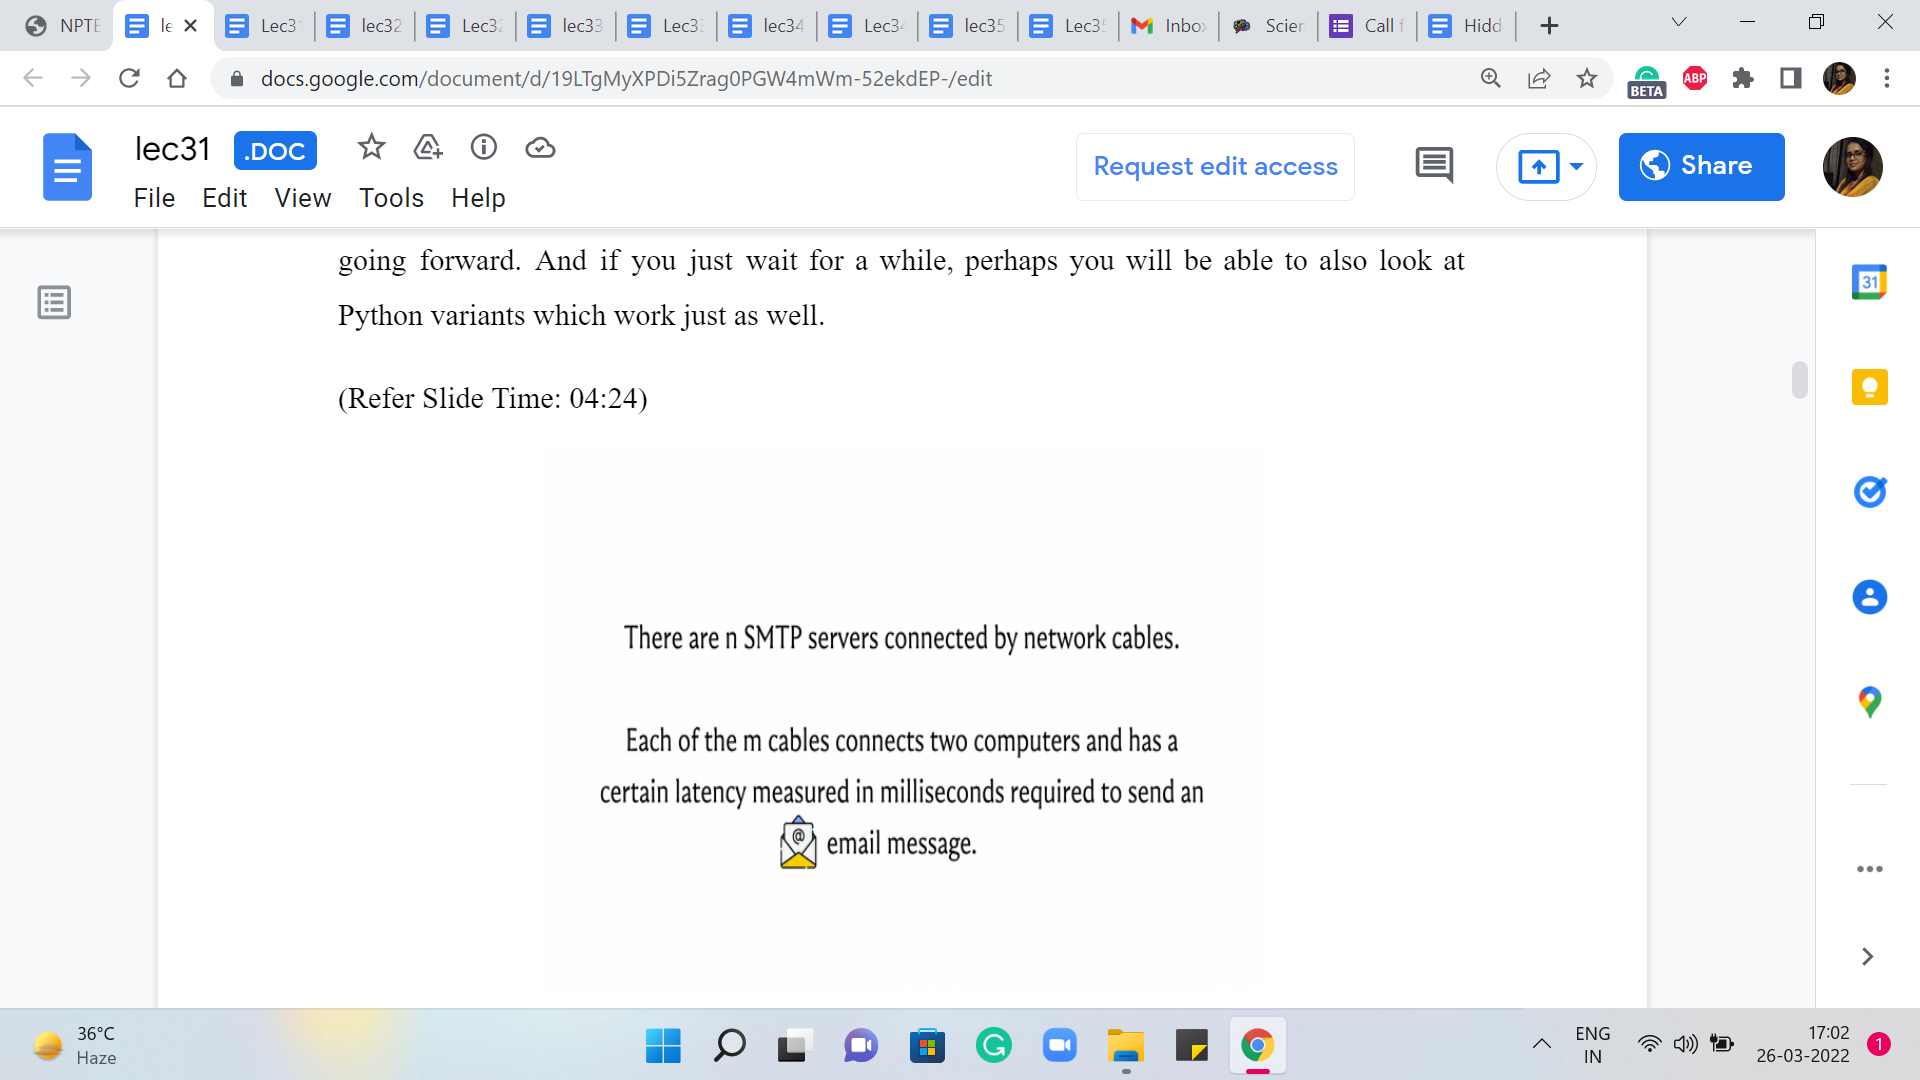 NPTE
le
Lec3
lec32
Lec3
lec33
Lec3
lec34
Lec34
lec35
Lec3
Inbo
Scien
Call f
Hidd
docs.google.com/document/d/19LTgMyXPDi5Zrag0PGW4mWm-52ekdEP-/edit
BETA
ABP
lec31
.DOC
Request edit access
Share
File Edit View Tools Help
going forward. And if you just wait for a while, perhaps you will be able to also look at
Python variants which work just as well.
(Refer Slide Time: 04:24)
There are n SMTP servers connected by network cables.
Each of the m cables connects two computers and has a
certain latency measured in milliseconds required to send an
@ email message.
31
36°C
Haze
ENG
IN
17:02
26-03-2022
1